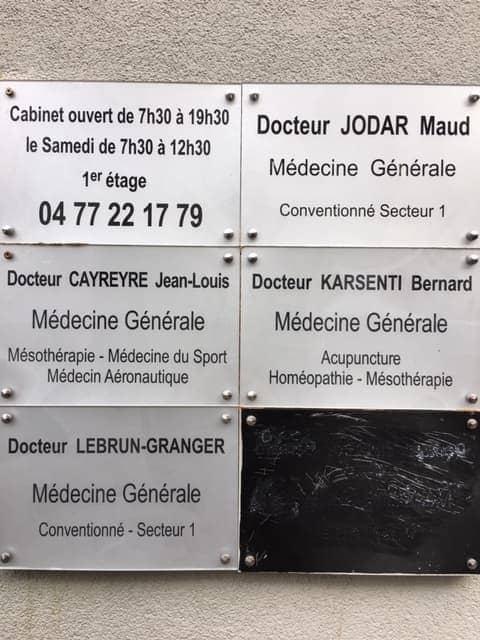 Cabinet ouvert de 7h30 à 19h30
le Samedi de 7h30 à 12h30
1er étage
04 77 22 17 79
Docteur JODAR Maud
Médecine Générale
Conventionné Secteur 1
Docteur CAYREYRE Jean-Louis
Médecine Générale
Mésothérapie - Médecine du Sport
Médecin Aéronautique
Docteur KARSENTI Bernard
Médecine Générale
Acupuncture
Homéopathie - Mésothérapie
Docteur LEBRUN-GRANGER
Médecine Générale
Conventionné - Secteur 1